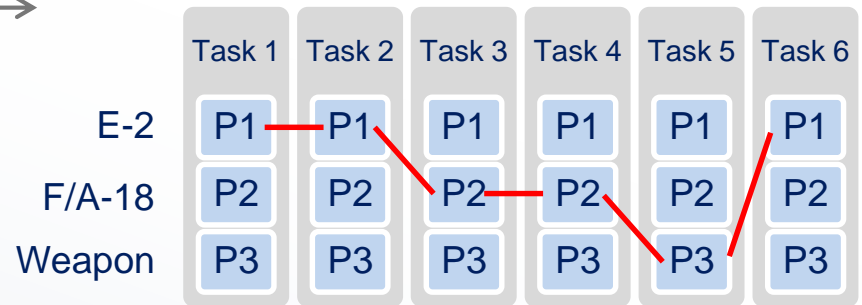 Task 1 Task 2 Task 3 Task 4 Task 5 Task 6
E-2 P1 P1 P1 P1 P1 P1
F/A-18 P2 P2 P2 P2 P2 P2
Weapon P3 P3 P3 P3 P3 P3